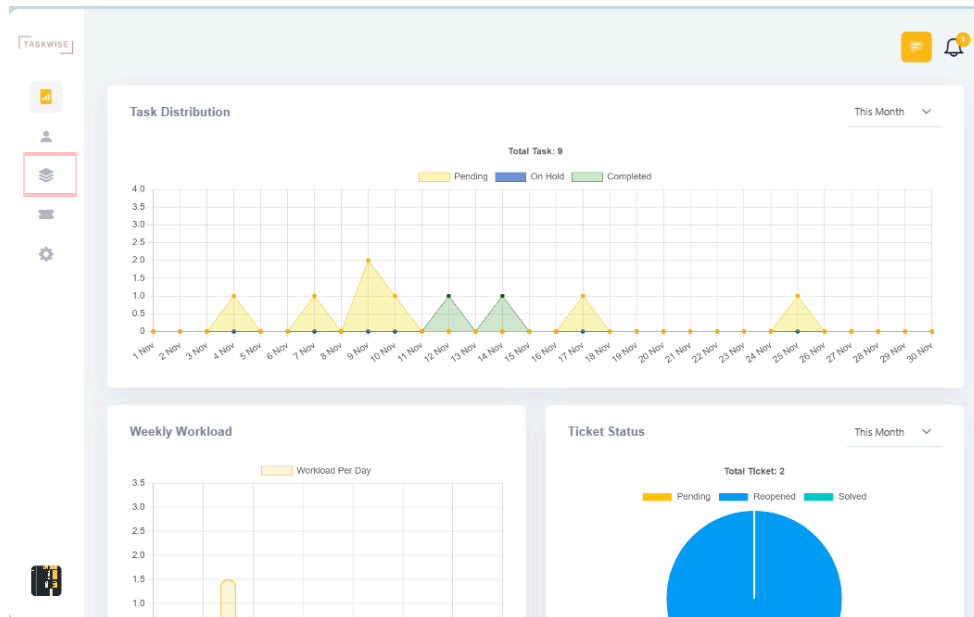 TASKWISE
1
Task Distribution
This Month
Total Task: 9
Pending On Hold Completed
4.0
3.5
3.0
2.5
2.0
1.5
1.0
0.5
0
1 Nov 2 Nov 3 Nov 4 Nov 5 Nov 6 Nov 7 Nov 8 Nov 9 Nov 10 Nov 11 Nov 12 Nov 13 Nov 14 Nov 15 Nov 16 Nov 17 Nov 18 Nov 19 Nov 20 Nov 21 Nov 22 Nov 23 Nov 24 Nov 25 Nov 26 Nov 27 Nov 28 Nov 29 Nov 30 Nov
Weekly Workload
Workload Per Day
3.5
3.0
2.5
2.0
1.5
1.0
Ticket Status
This Month
Total Ticket: 2
Pending Reopened Solved